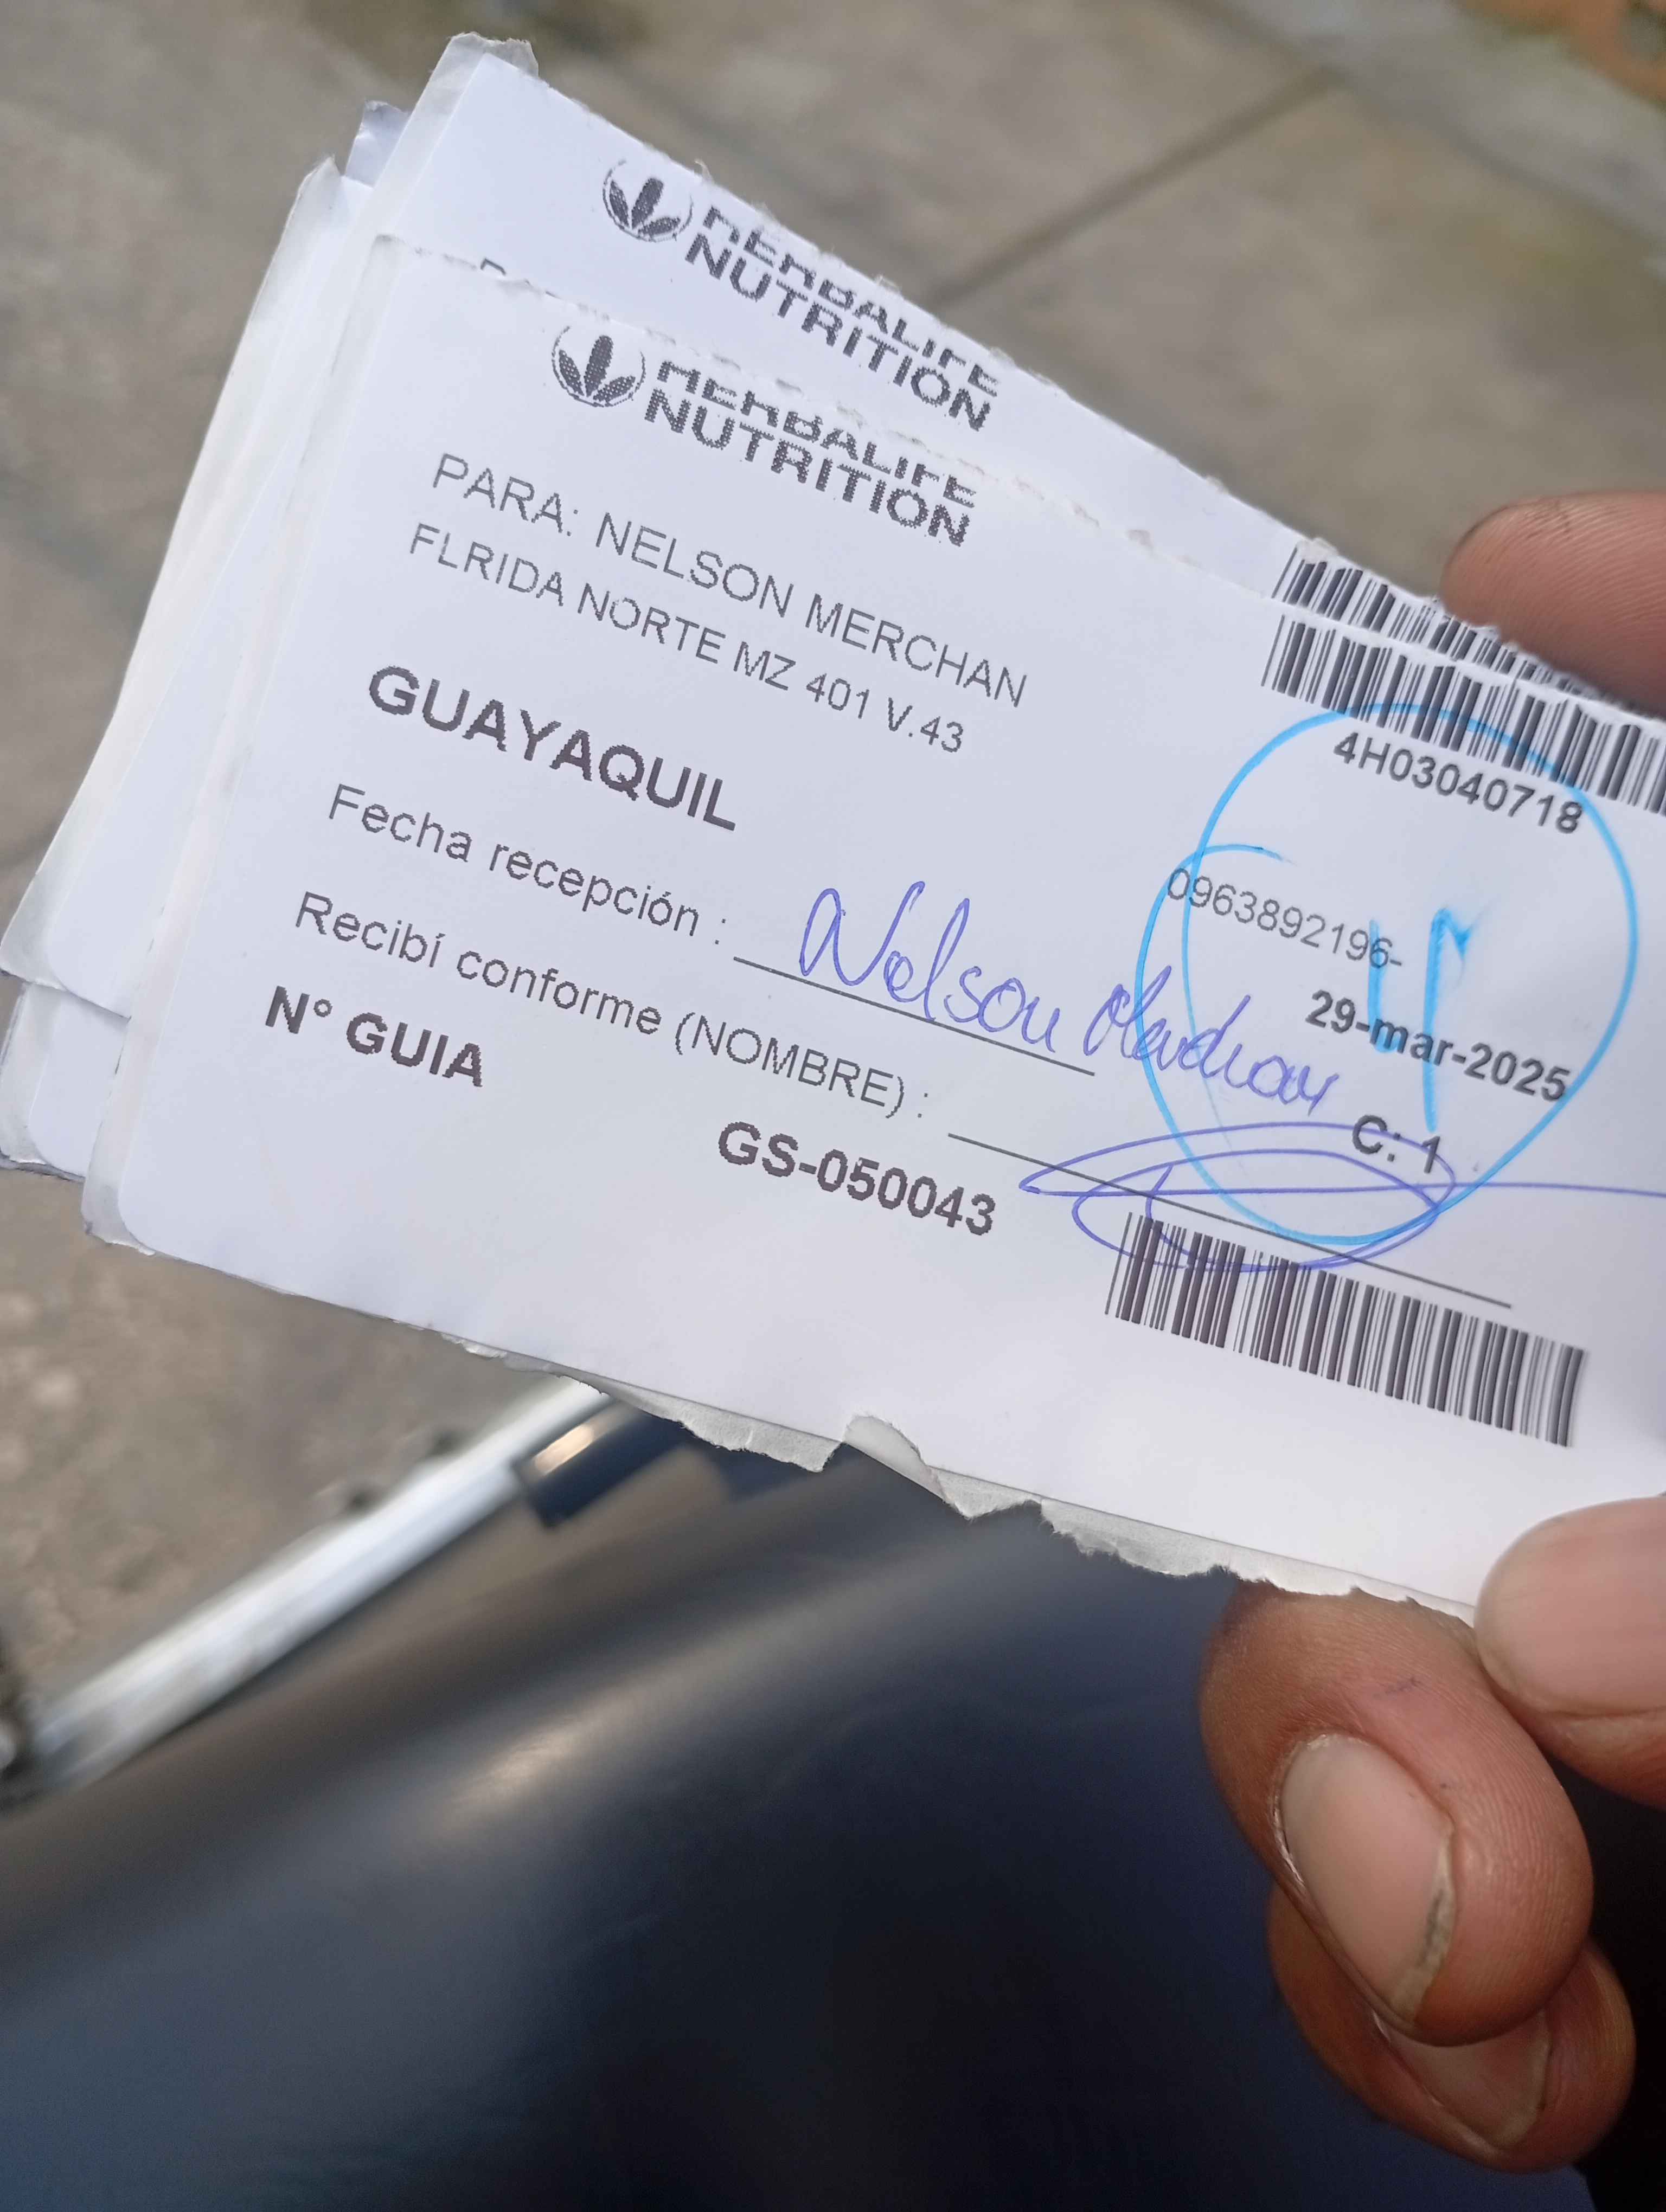 HERBALIFE
NUTRITION
HERBALIFE
NUTRITION
PARA: NELSON MERCHAN
FLRIDA NORTE MZ 401 V.43
4H03040718
GUAYAQUIL
0963892196-
Fecha recepción : Nelson Merchan
29-mar-2025
Recibí conforme (NOMBRE) :
C: 1
N° GUIA
GS-050043